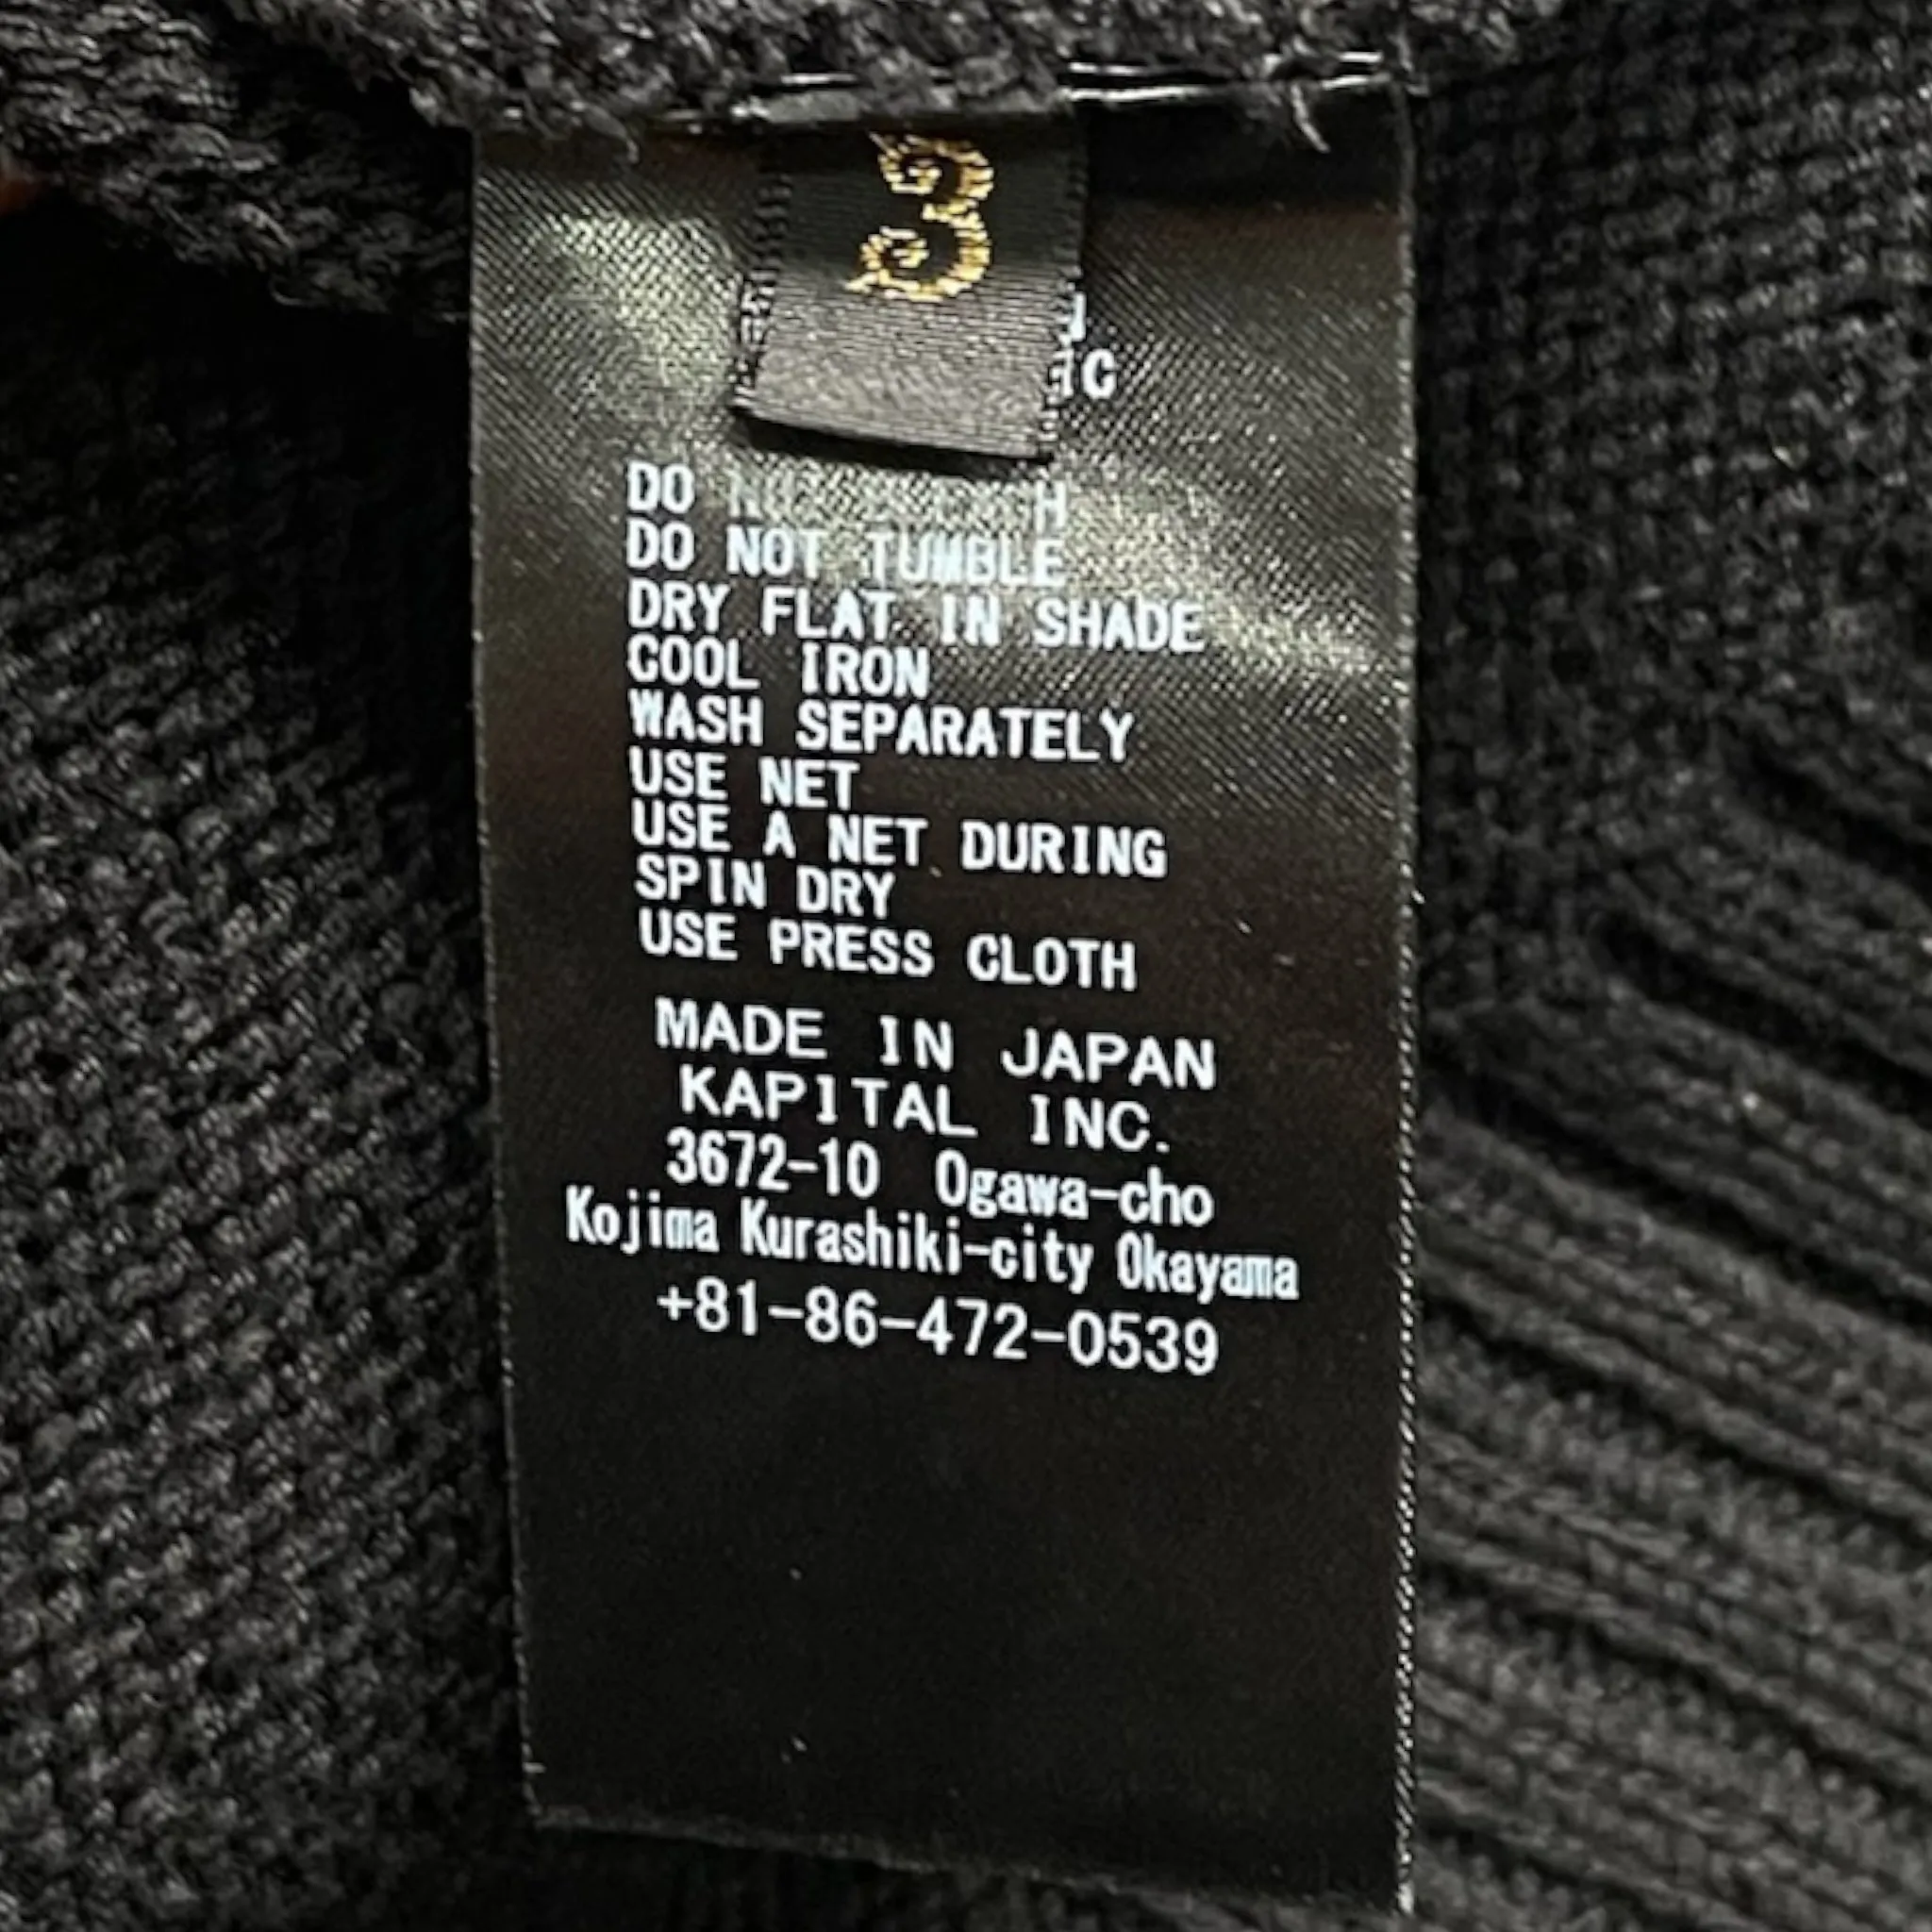 3
DO NOT BLEACH
DO NOT TUMBLE
DRY FLAT IN SHADE
COOL IRON
WASH SEPARATELY
USE NET
USE A NET DURING
SPIN DRY
USE PRESS CLOTH
MADE IN JAPAN
KAPITAL INC.
3672-10 Ogawa-cho
Kojima Kurashiki-city Okayama
+81-86-472-0539